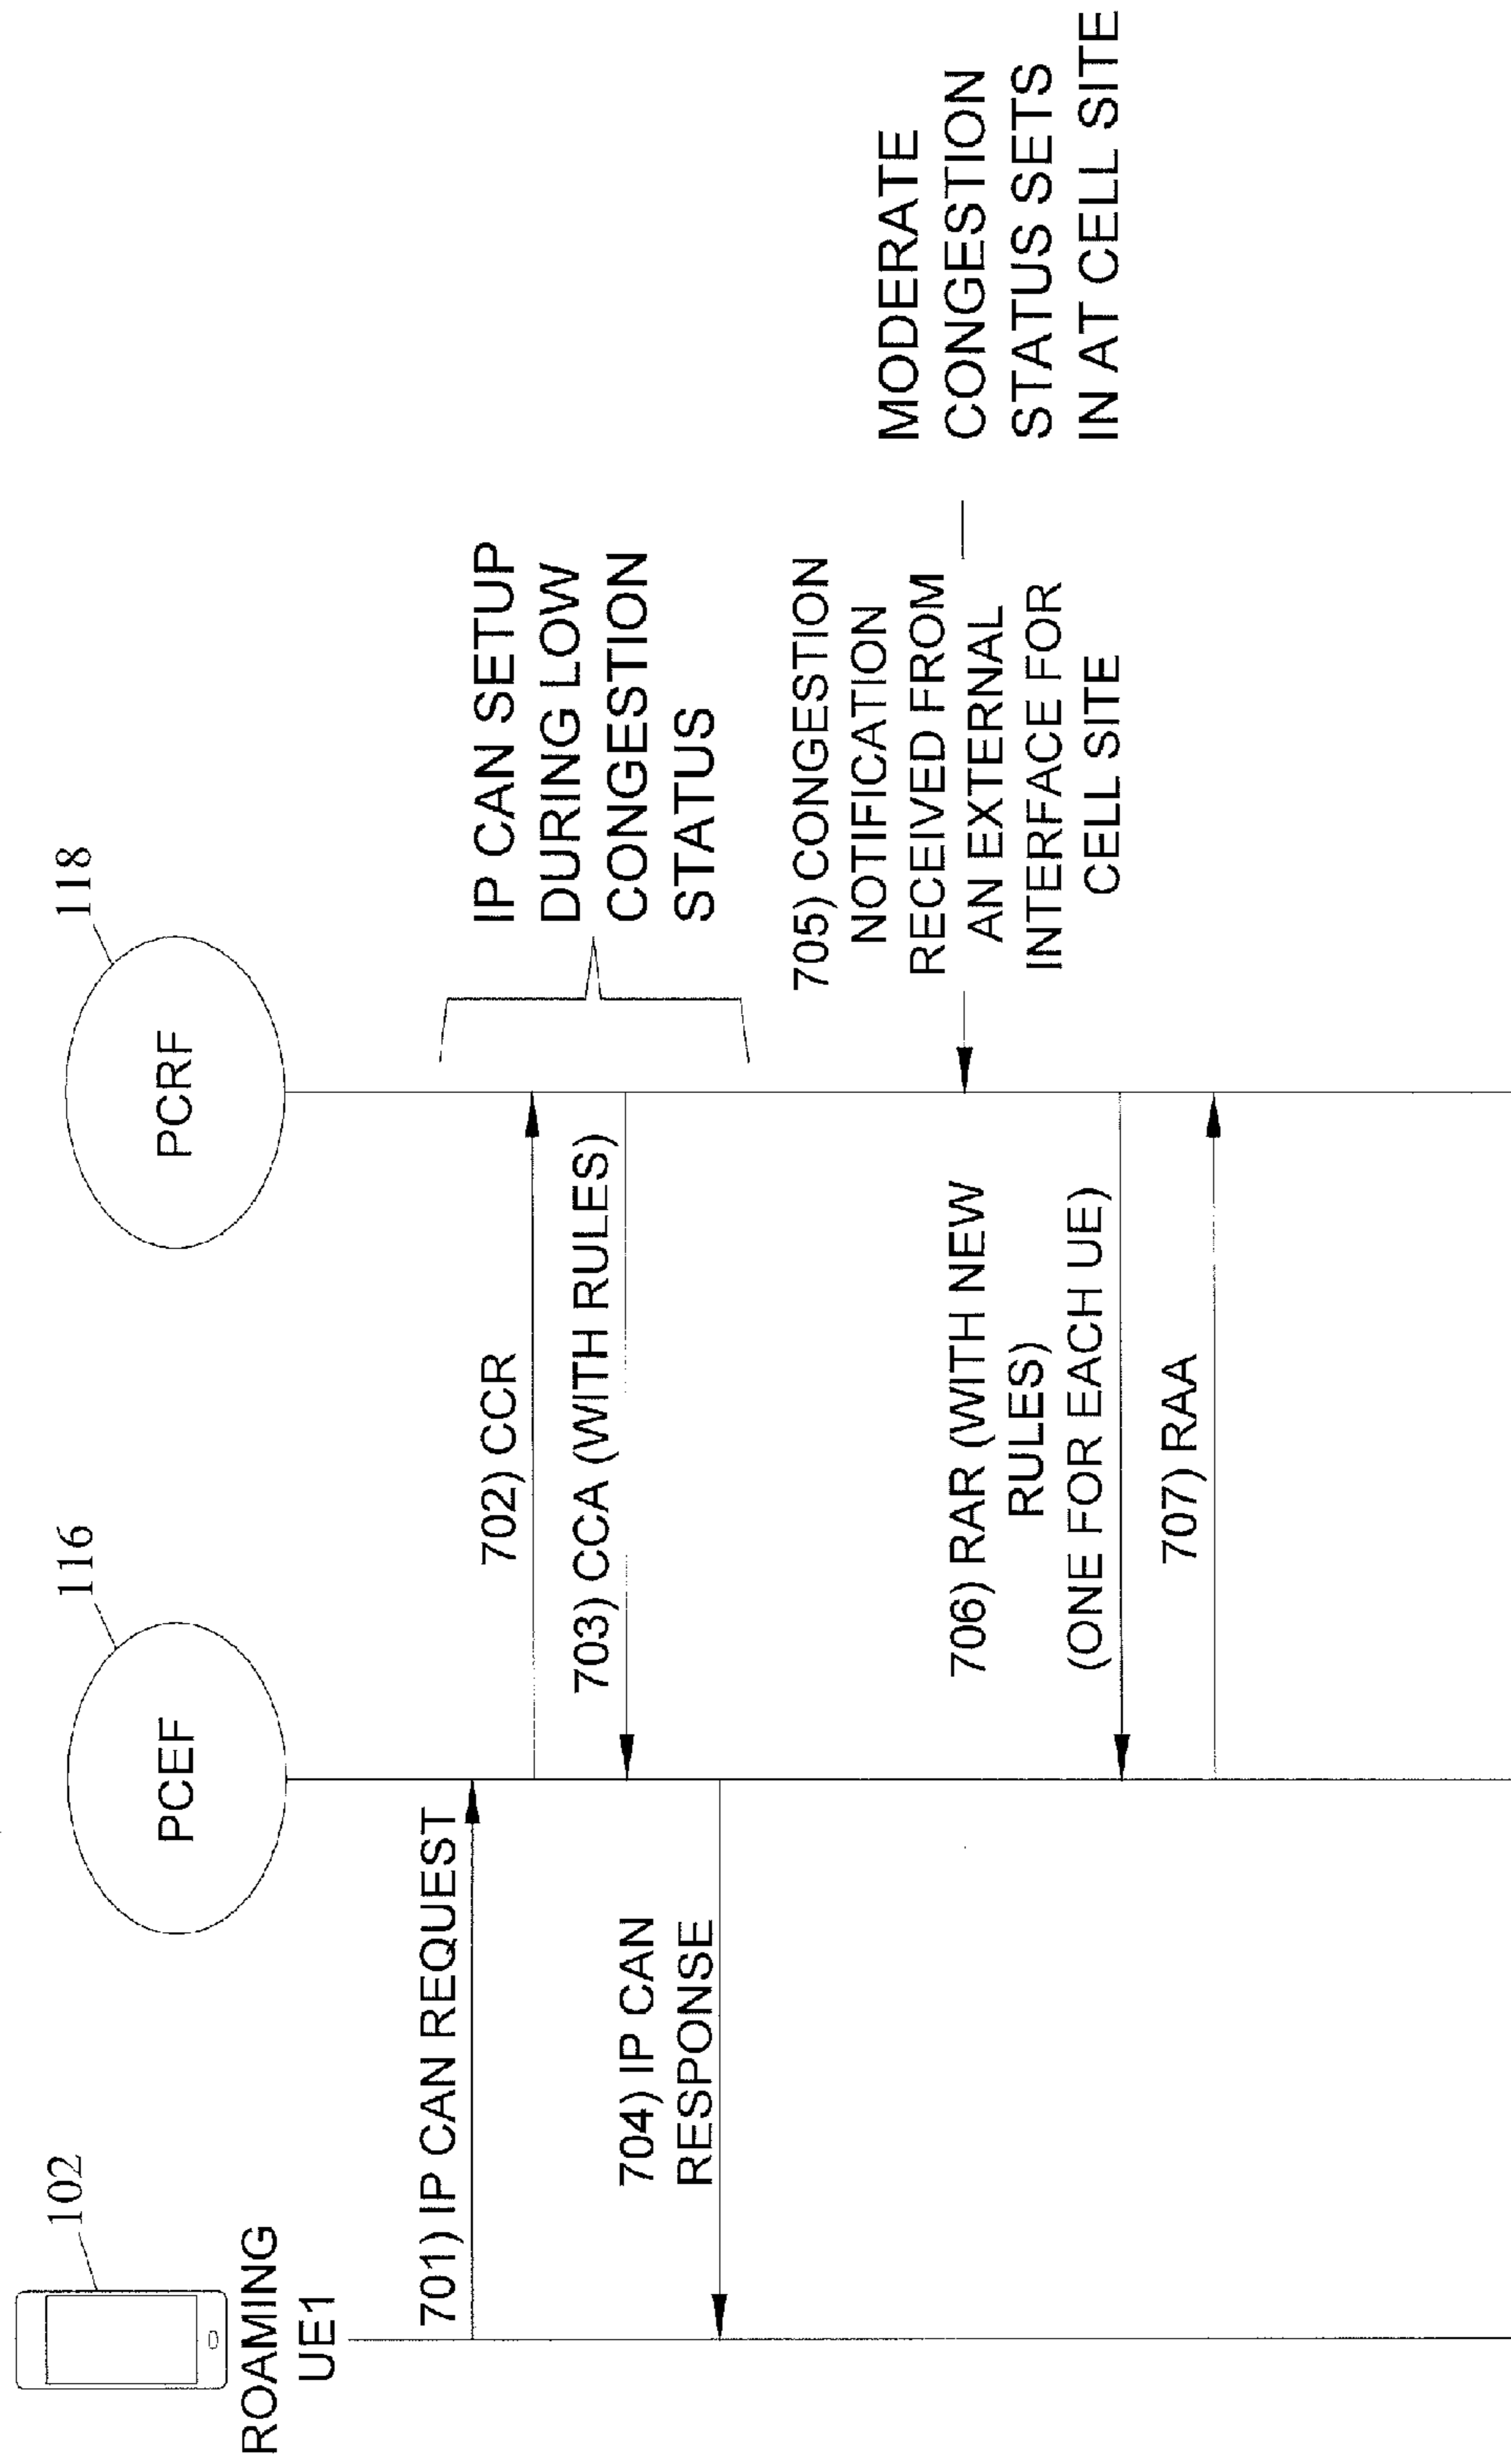 102
ROAMING
UE1
116
PCEF
118
PCRF
701) IP CAN REQUEST
702) CCR
703) CCA (WITH RULES)
704) IP CAN
RESPONSE
IP CAN SETUP
DURING LOW
CONGESTION
STATUS
705) CONGESTION
NOTIFICATION
RECEIVED FROM
AN EXTERNAL
INTERFACE FOR
CELL SITE
MODERATE
CONGESTION
STATUS SETS
IN AT CELL SITE
706) RAR (WITH NEW
RULES)
(ONE FOR EACH UE)
707) RAA